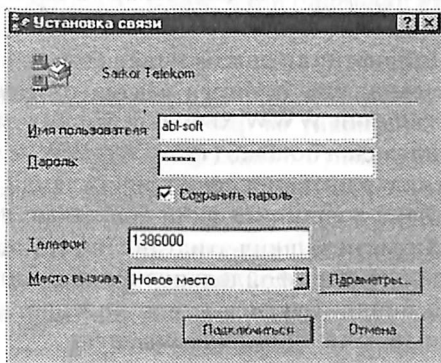 Установка связи
Sarkor Telekom
Имя пользователя: abl-soft
Пароль: *******
Сохранить пароль
Телефон: 1386000
Место вызова: Новое место Параметры...
Подключиться Отмена